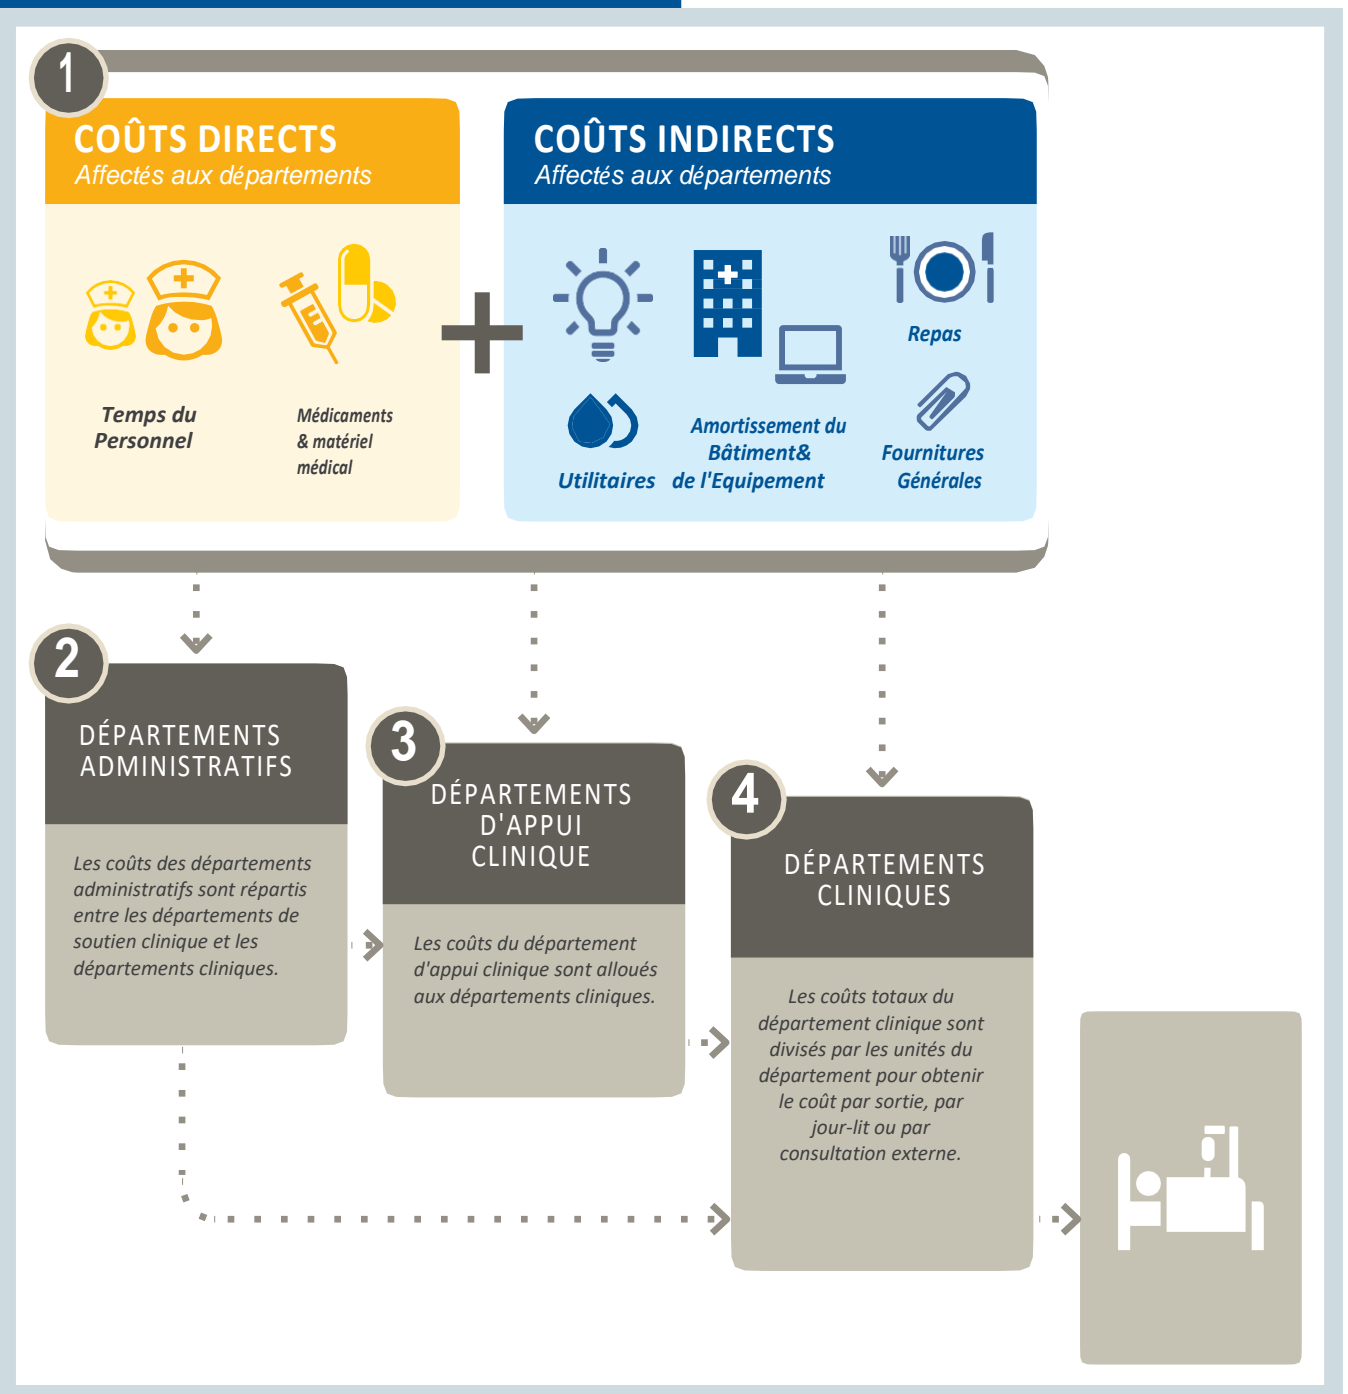 1
COÛTS DIRECTS
Affectés aux départements
COÛTS INDIRECTS
Affectés aux départements
Temps du
Personnel
Médicaments
& matériel
médical
Utilitaires
Amortissement du
Bâtiment&
de l'Equipement
Repas
Fournitures
Générales
2
DÉPARTEMENTS
ADMINISTRATIFS
Les coûts des départements
administratifs sont répartis
entre les départements de
soutien clinique et les
départements cliniques.
3
DÉPARTEMENTS
D'APPUI
CLINIQUE
Les coûts du département
d'appui clinique sont alloués
aux départements cliniques.
4
DÉPARTEMENTS
CLINIQUES
Les coûts totaux du
département clinique sont
divisés par les unités du
département pour obtenir
le coût par sortie, par
jour-lit ou par
consultation externe.